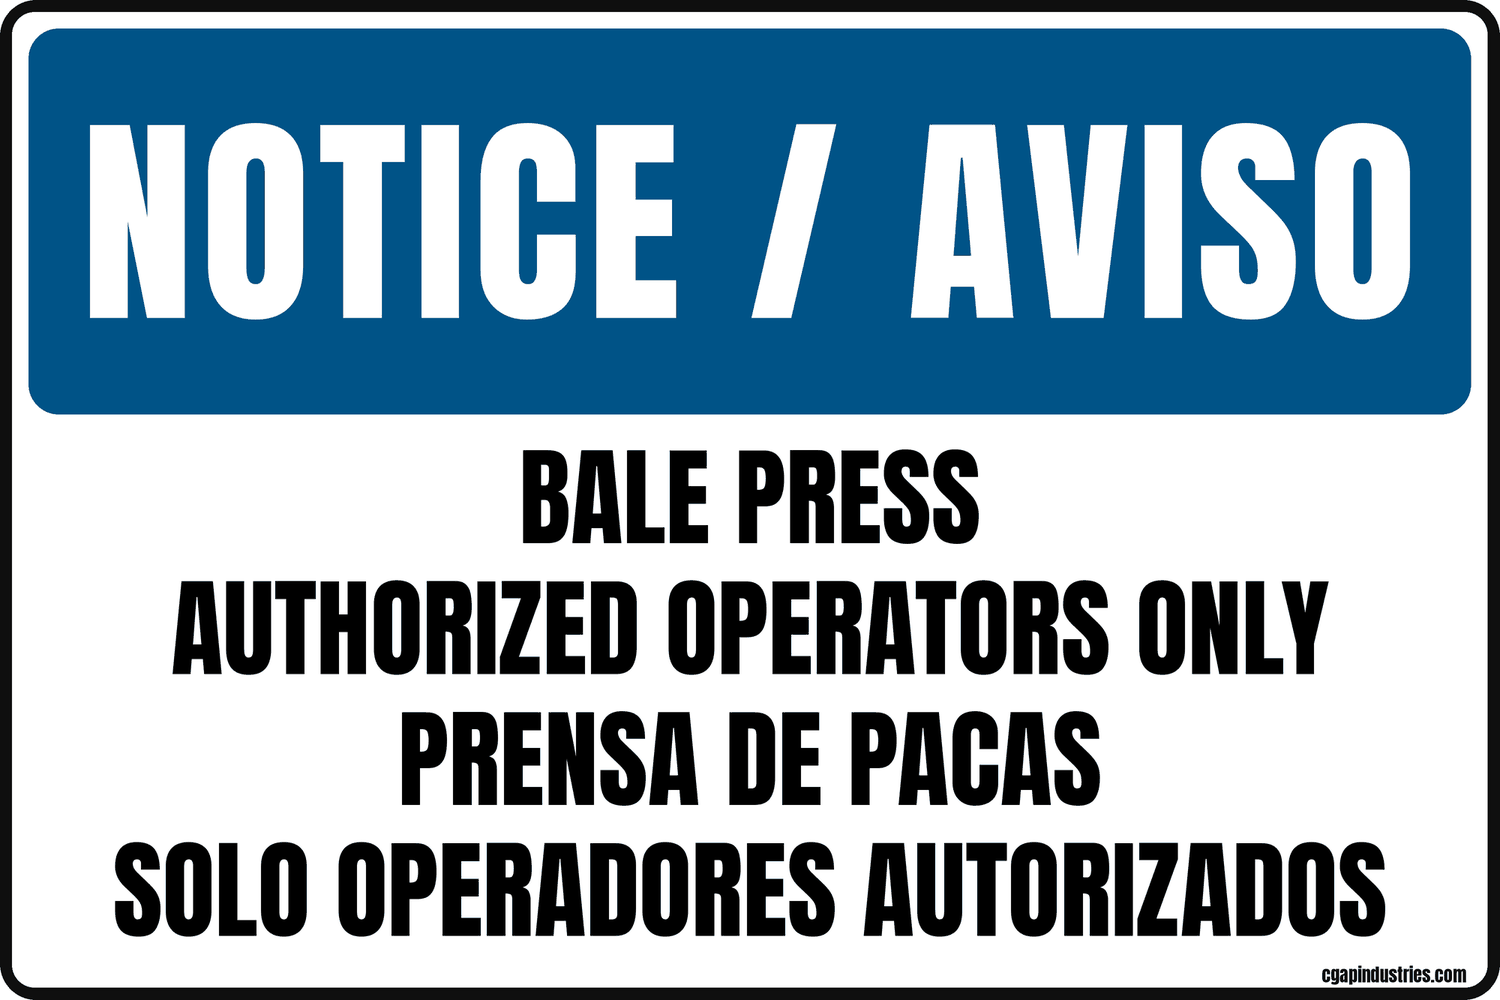 NOTICE / AVISO
BALE PRESS
AUTHORIZED OPERATORS ONLY
PRENSA DE PACAS
SOLO OPERADORES AUTORIZADOS
cgapindustries.com